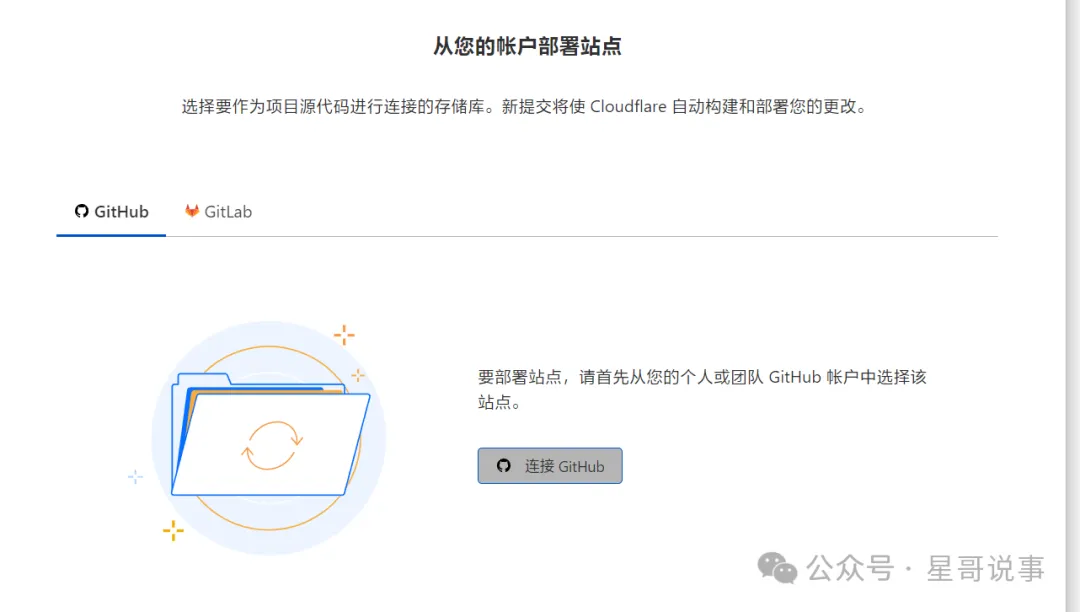 从您的帐户部署站点
选择要作为项目源代码进行连接的存储库。新提交将使 Cloudflare 自动构建和部署您的更改。
GitHub GitLab
要部署站点，请首先从您的个人或团队 GitHub 帐户中选择该
站点。
连接 GitHub
公众号 · 星哥说事